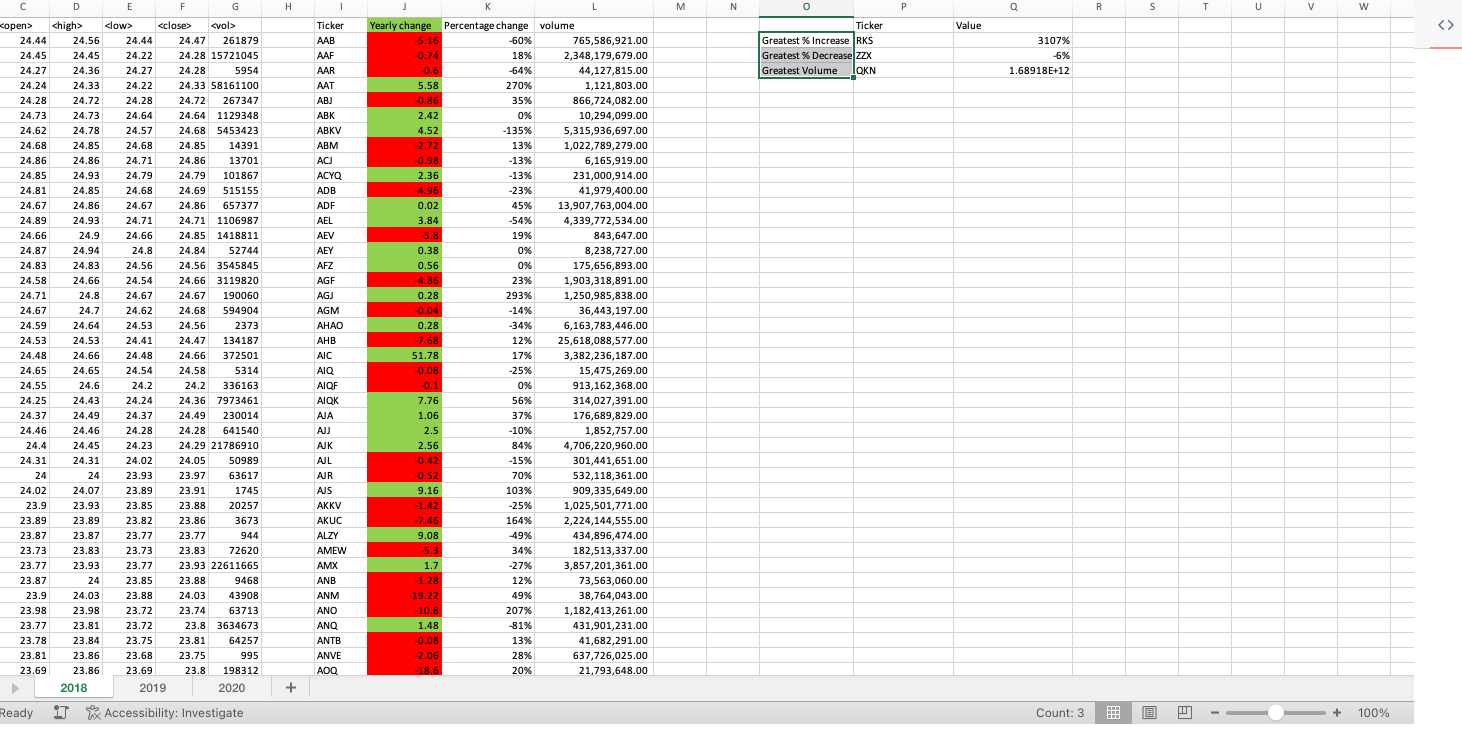 C D E F G H I J K L M N O P Q R S T U V W
<open> <high> <low> <close> <vol> Ticker Yearly change Percentage change volume Ticker Value
24.44 24.56 24.44 24.47 261879 AAB -5.16 -60% 765,586,921.00 Greatest % Increase RKS 3107%
24.45 24.45 24.22 24.28 15721045 AAF -0.74 18% 2,348,179,679.00 Greatest % Decrease ZZX -6%
24.27 24.36 24.27 24.28 5954 AAR -0.6 -64% 44,127,815.00 Greatest Volume QKN 1.68918E+12
24.24 24.33 24.22 24.33 58161100 AAT 5.58 270% 1,121,803.00
24.28 24.72 24.28 24.72 267347 ABJ -0.86 35% 866,724,082.00
24.73 24.73 24.64 24.64 1129348 ABK 2.42 0% 10,294,099.00
24.62 24.78 24.57 24.68 5453423 ABKV 4.52 -135% 5,315,936,697.00
24.68 24.85 24.68 24.85 14391 ABM -2.72 13% 1,022,789,279.00
24.86 24.86 24.71 24.86 13701 ACJ -0.98 -13% 6,165,919.00
24.85 24.93 24.79 24.79 101867 ACYQ 2.36 -13% 231,000,914.00
24.81 24.85 24.68 24.69 515155 ADB -4.96 -23% 41,979,400.00
24.67 24.86 24.67 24.86 657377 ADF 0.02 45% 13,907,763,004.00
24.89 24.93 24.71 24.71 1106987 AEL 3.84 -54% 4,339,772,534.00
24.66 24.9 24.66 24.85 1418811 AEV -5.8 19% 843,647.00
24.87 24.94 24.8 24.84 52744 AEY 0.38 0% 8,238,727.00
24.83 24.83 24.56 24.56 3545845 AFZ 0.56 0% 175,656,893.00
24.58 24.66 24.54 24.66 3119820 AGF -4.86 23% 1,903,318,891.00
24.71 24.8 24.67 24.67 190060 AGJ 0.28 293% 1,250,985,838.00
24.67 24.7 24.62 24.68 594904 AGM -0.04 -14% 36,443,197.00
24.59 24.64 24.53 24.56 2373 AHAO 0.28 -34% 6,163,783,446.00
24.53 24.53 24.41 24.47 134187 AHB -7.68 12% 25,618,088,577.00
24.48 24.66 24.48 24.66 372501 AIC 51.78 17% 3,382,236,187.00
24.65 24.65 24.54 24.58 5314 AIQ -0.08 -25% 15,475,269.00
24.55 24.6 24.2 24.2 336163 AIQF -0.1 0% 913,162,368.00
24.25 24.43 24.24 24.36 7973461 AIQK 7.76 56% 314,027,391.00
24.37 24.49 24.37 24.49 230014 AJA 1.06 37% 176,689,829.00
24.46 24.46 24.28 24.28 641540 AJJ 2.5 -10% 1,852,757.00
24.4 24.45 24.23 24.29 21786910 AJK 2.56 84% 4,706,220,960.00
24.31 24.31 24.02 24.05 50989 AJL -0.42 -15% 301,441,651.00
24 24 23.93 23.97 63617 AJR -0.52 70% 532,118,361.00
24.02 24.07 23.89 23.91 1745 AJS 9.16 103% 909,335,649.00
23.9 23.93 23.85 23.88 20257 AKKV -1.42 -25% 1,025,501,771.00
23.89 23.89 23.82 23.86 3673 AKUC -7.46 164% 2,224,144,555.00
23.87 23.87 23.77 23.77 944 ALZY 9.08 -49% 434,896,474.00
23.73 23.83 23.73 23.83 72620 AMEW -5.3 34% 182,513,337.00
23.77 23.93 23.77 23.93 22611665 AMX 1.7 -27% 3,857,201,361.00
23.87 24 23.85 23.88 9468 ANB -1.28 12% 73,563,060.00
23.9 24.03 23.88 24.03 43908 ANM -19.22 49% 38,764,043.00
23.98 23.98 23.72 23.74 63713 ANO -10.8 207% 1,182,413,261.00
23.77 23.81 23.72 23.8 3634673 ANQ 1.48 -81% 431,901,231.00
23.78 23.84 23.75 23.81 64257 ANTB -0.08 13% 41,682,291.00
23.81 23.86 23.68 23.75 995 ANVE -2.06 28% 637,726,025.00
23.69 23.86 23.69 23.8 198312 AOQ -18.6 20% 21,793,648.00
2018 2019 2020 +
Ready Accessibility: Investigate Count: 3 − + 100%